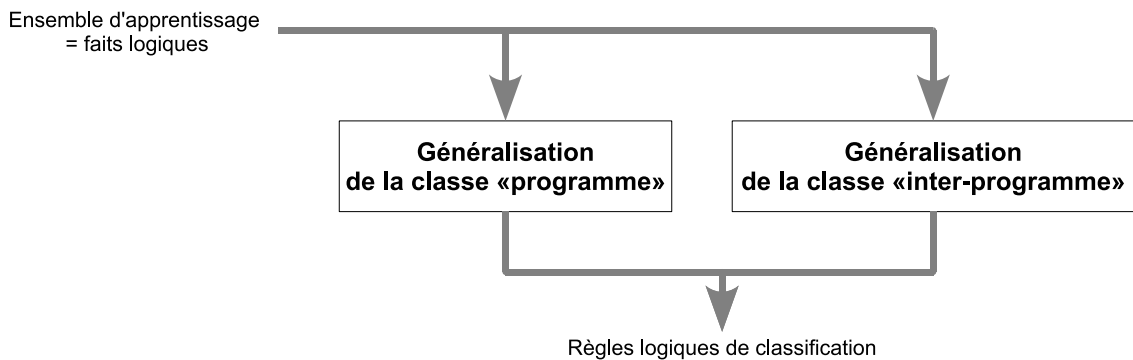 Ensemble d'apprentissage
= faits logiques
Généralisation
de la classe «programme»
Généralisation
de la classe «inter-programme»
Règles logiques de classification